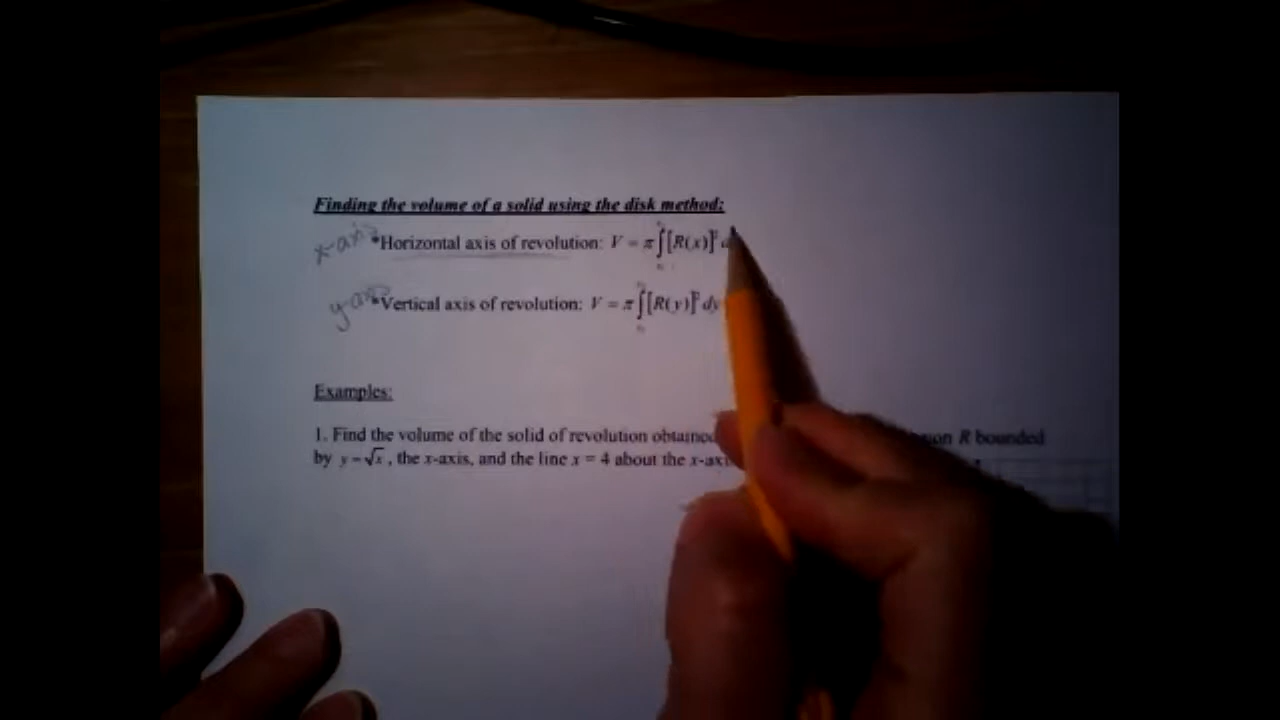 Finding the volume of a solid using the disk method:
x-axis *Horizontal axis of revolution: V = π∫[R(x)]²
y-axis *Vertical axis of revolution: V = π∫[R(y)]² dy
Examples:
1. Find the volume of the solid of revolution obtained R bounded
by y = √x, the x-axis, and the line x = 4 about the